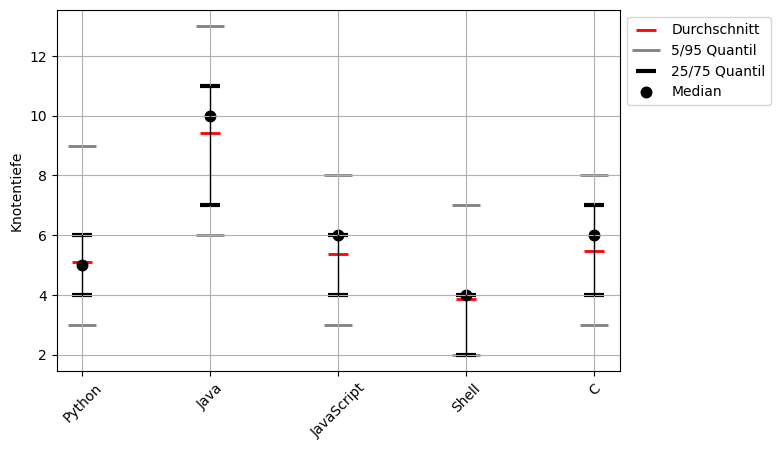 Durchschnitt
5/95 Quantil
25/75 Quantil
Median
Knotentiefe
12
10
8
6
4
2
Python
Java
JavaScript
Shell
C